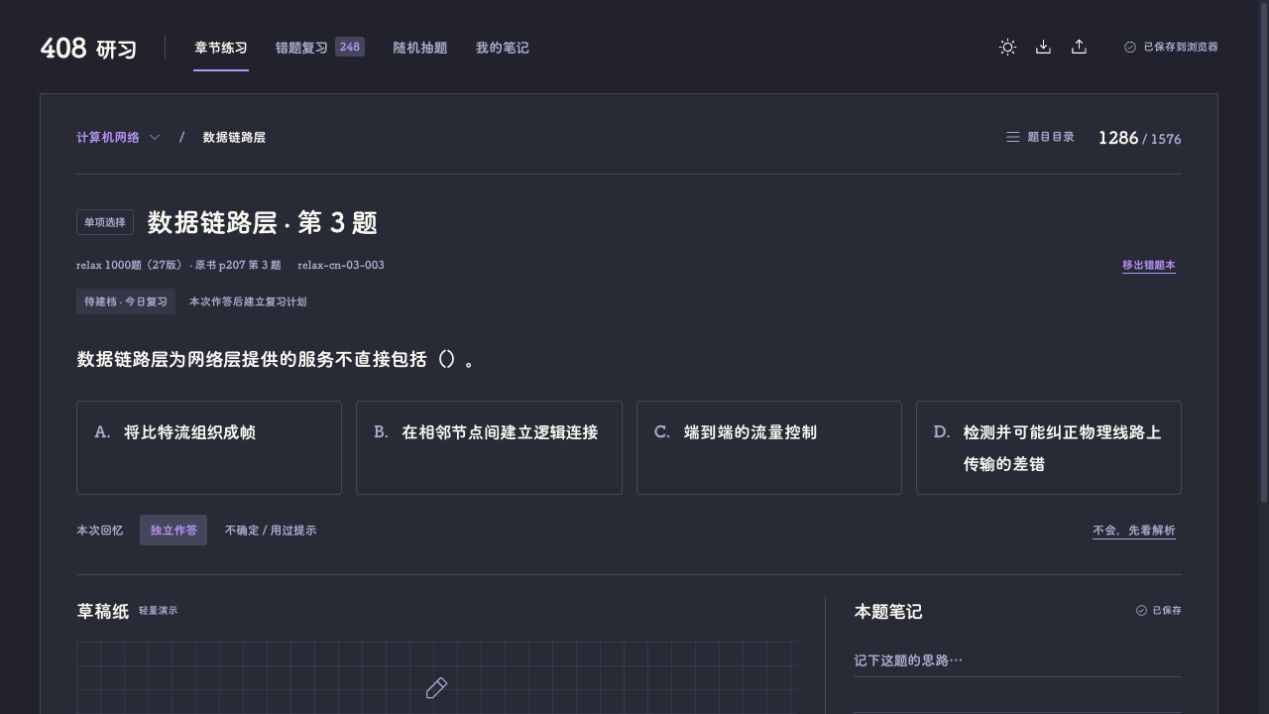 408 研习
章节练习 错题复习 248 随机抽题 我的笔记
已保存到浏览器
计算机网络 / 数据链路层
题目目录 1286 / 1576
单项选择 数据链路层 · 第 3 题
relax 1000题（27版） · 原书 p207 第 3 题 relax-cn-03-003
移出错题本
待建档 · 今日复习 本次作答后建立复习计划
数据链路层为网络层提供的服务不直接包括（）。
A. 将比特流组织成帧
B. 在相邻节点间建立逻辑连接
C. 端到端的流量控制
D. 检测并可能纠正物理线路上
传输的差错
本次回忆 独立作答 不确定 / 用过提示
不会，先看解析
草稿纸 轻量演示
本题笔记 已保存
记下这题的思路…